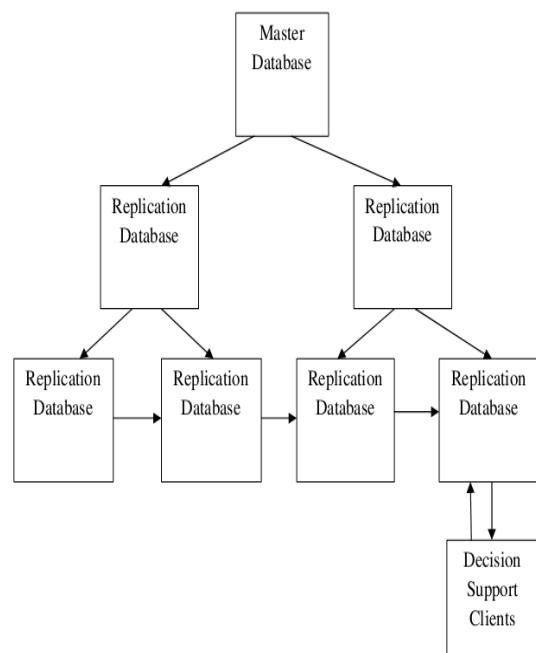 Master
Database
Replication
Database
Replication
Database
Replication
Database
Replication
Database
Replication
Database
Replication
Database
Decision
Support
Clients